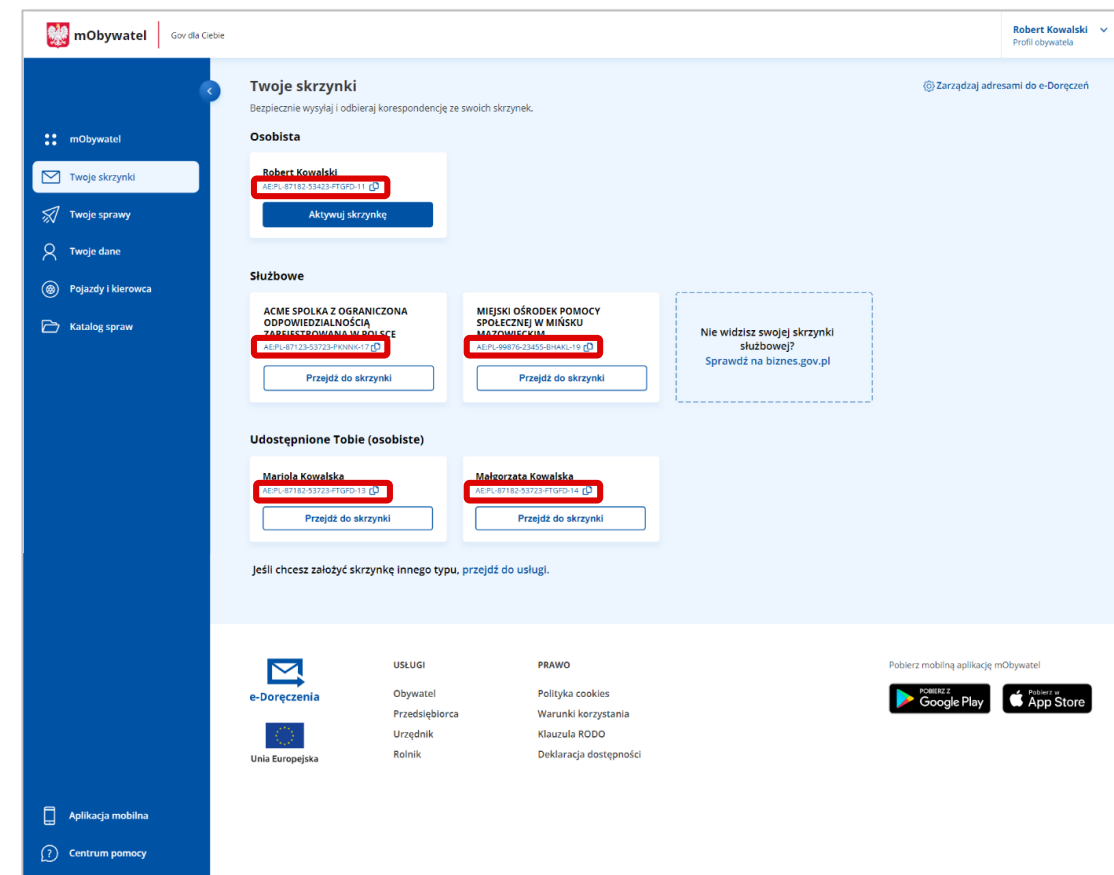 mObywatel
Gov dla Ciebie
Robert Kowalski
Profil obywatela
mObywatel
Twoje skrzynki
Twoje sprawy
Twoje dane
Pojazdy i kierowca
Katalog spraw
Aplikacja mobilna
Centrum pomocy
Twoje skrzynki
Zarządzaj adresami do e-Doręczeń
Bezpiecznie wysyłaj i odbieraj korespondencję ze swoich skrzynek.
Osobista
Robert Kowalski
AE:PL-87182-53423-FTGFD-11
Aktywuj skrzynkę
Służbowe
ACME SPOLKA Z OGRANICZONA
ODPOWIEDZIALNOŚCIĄ
ZAREJESTROWANA W POLSCE
AE:PL-87123-53723-PKNNK-17
Przejdź do skrzynki
MIEJSKI OŚRODEK POMOCY
SPOŁECZNEJ W MIŃSKU
MAZOWIECKIM
AE:PL-99876-23455-BHAKL-19
Przejdź do skrzynki
Nie widzisz swojej skrzynki
służbowej?
Sprawdź na biznes.gov.pl
Udostępnione Tobie (osobiste)
Mariola Kowalska
AE:PL-87182-53723-FTGFD-13
Przejdź do skrzynki
Małgorzata Kowalska
AE:PL-87182-53723-FTGFD-14
Przejdź do skrzynki
Jeśli chcesz założyć skrzynkę innego typu, przejdź do usługi.
e-Doręczenia
Unia Europejska
USŁUGI
Obywatel
Przedsiębiorca
Urzędnik
Rolnik
PRAWO
Polityka cookies
Warunki korzystania
Klauzula RODO
Deklaracja dostępności
Pobierz mobilną aplikację mObywatel
POBIERZ Z
Google Play
Pobierz w
App Store